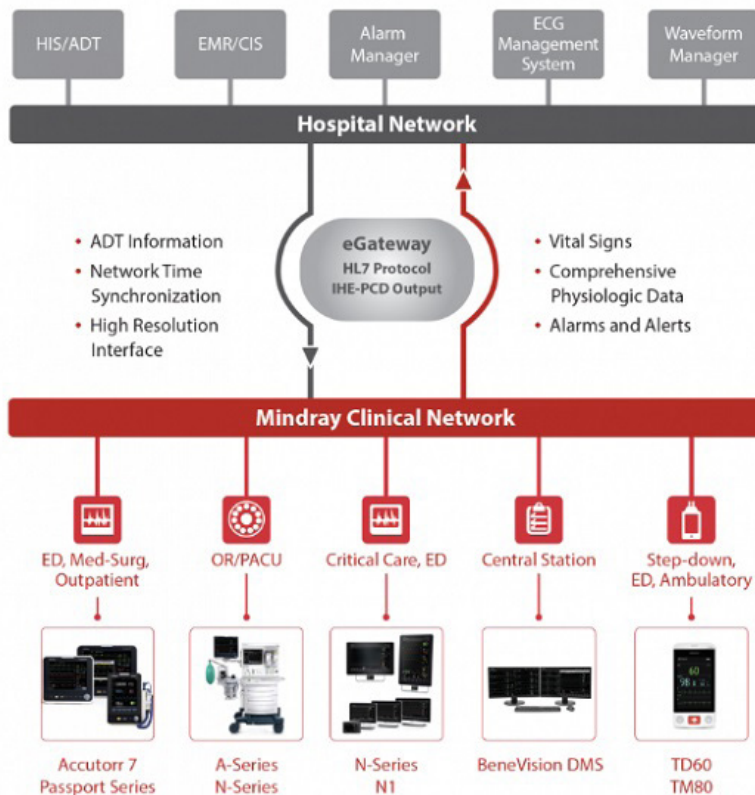 HIS/ADT
EMR/CIS
Alarm
Manager
ECG
Management
System
Waveform
Manager
Hospital Network
• ADT Information
• Network Time
Synchronization
• High Resolution
Interface
eGateway
HL7 Protocol
IHE-PCD Output
• Vital Signs
• Comprehensive
Physiologic Data
• Alarms and Alerts
Mindray Clinical Network
ED, Med-Surg,
Outpatient
OR/PACU
Critical Care, ED
Central Station
Step-down,
ED, Ambulatory
60
98
Accutorr 7
Passport Series
A-Series
N-Series
N-Series
N1
BeneVision DMS
TD60
TM80